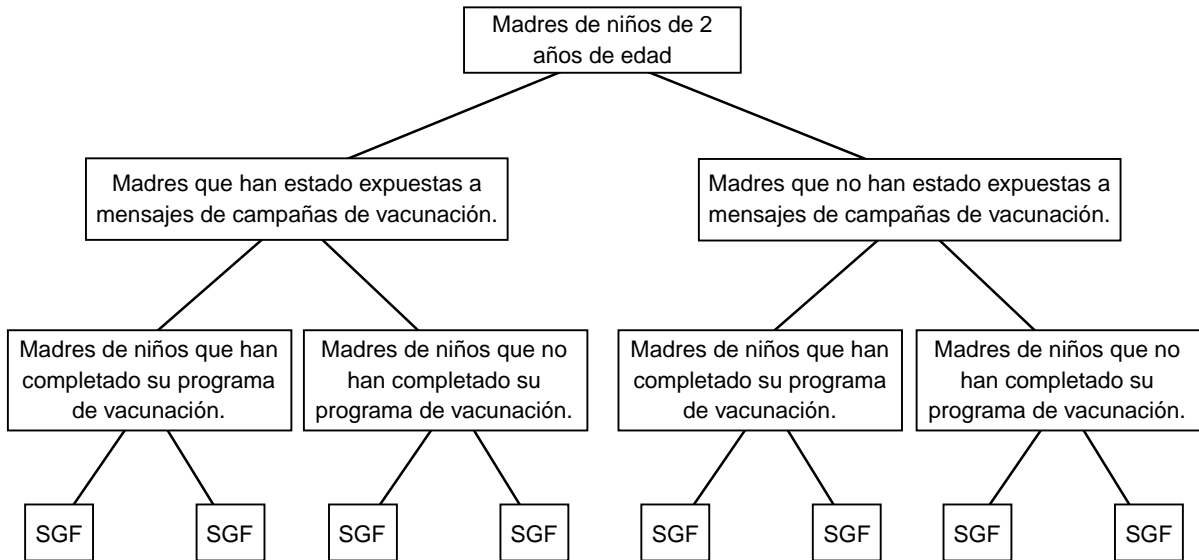 Madres de niños de 2
años de edad
Madres que han estado expuestas a
mensajes de campañas de vacunación.
Madres que no han estado expuestas a
mensajes de campañas de vacunación.
Madres de niños que han
completado su programa
de vacunación.
Madres de niños que no
han completado su
programa de vacunación.
Madres de niños que han
completado su programa
de vacunación.
Madres de niños que no
han completado su
programa de vacunación.
SGF
SGF
SGF
SGF
SGF
SGF
SGF
SGF